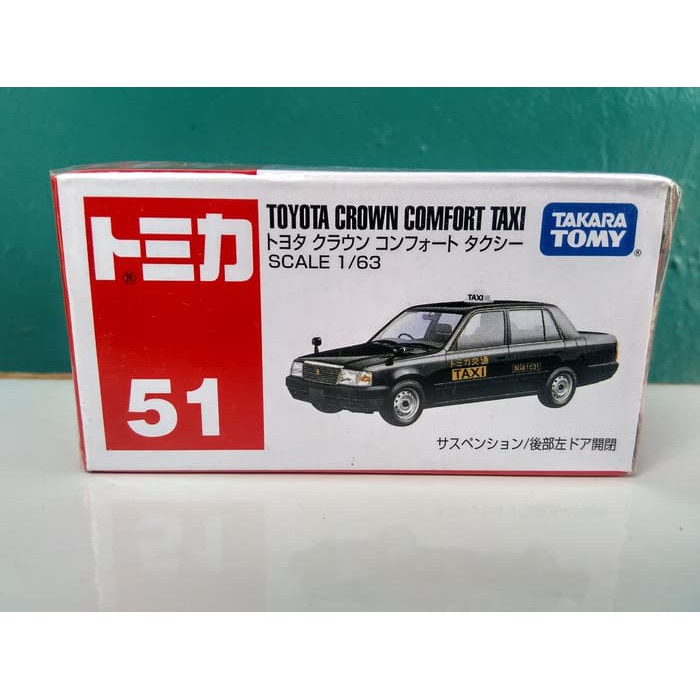 トミカ
®
51
TOYOTA CROWN COMFORT TAXI
トヨタ クラウン コンフォート タクシー
SCALE 1/63
TAKARA
TOMY
®
TAXI
トミカ交通
TAXI
サスペンション/後部左ドア開閉